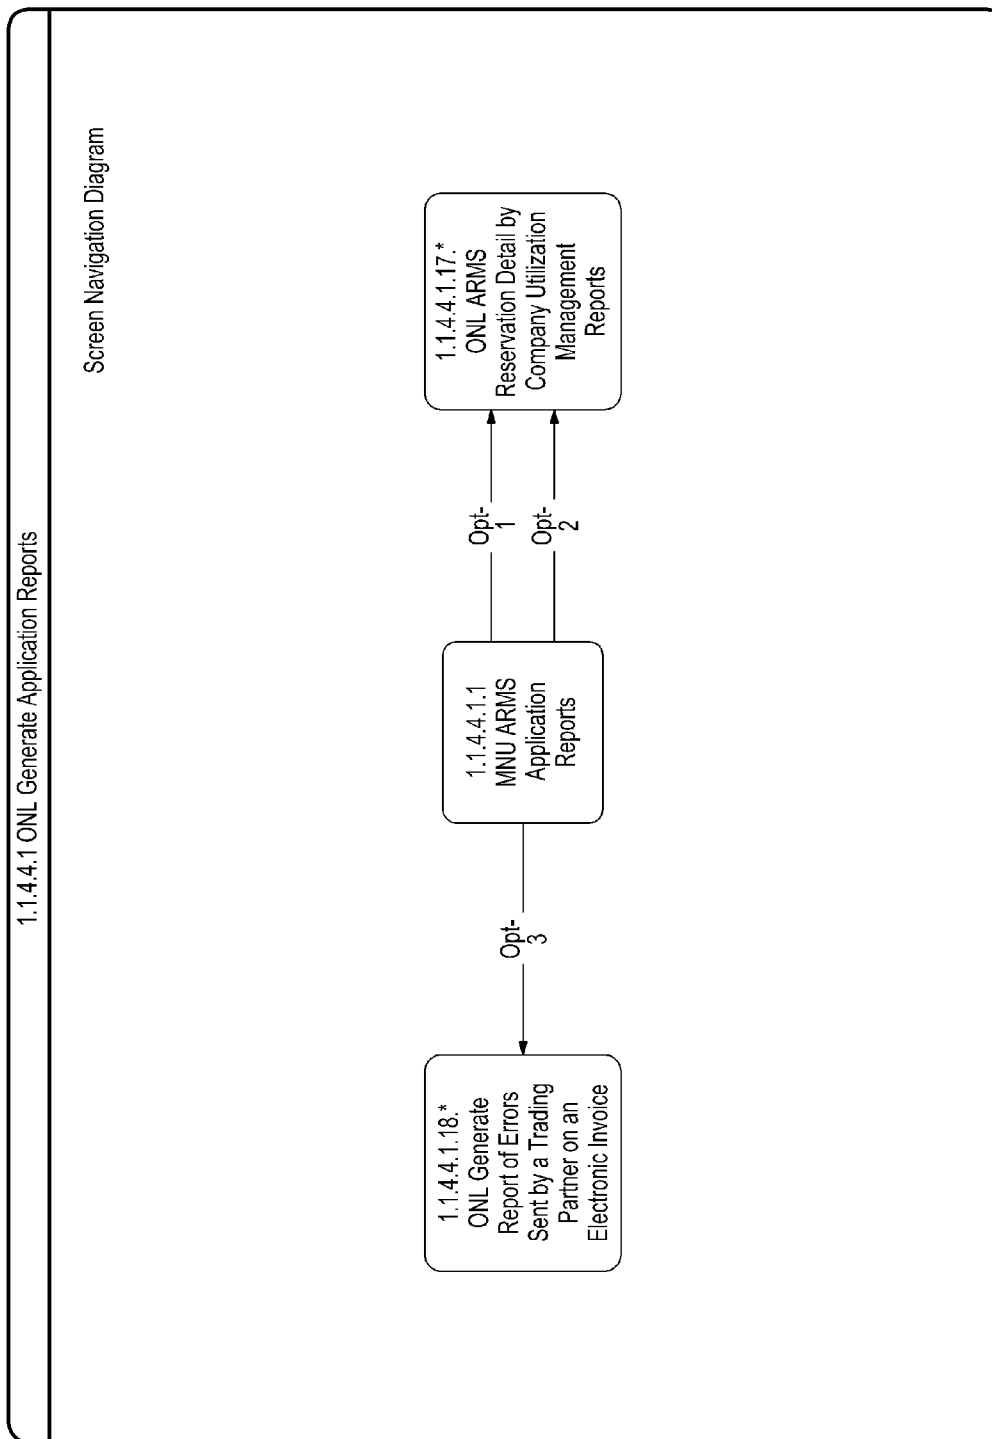 1.1.4.4.1 ONL Generate Application Reports
Screen Navigation Diagram
1.1.4.4.1.18.*
ONL Generate
Report of Errors
Sent by a Trading
Partner on an
Electronic Invoice
Opt-
3
1.1.4.4.1.1
MNU ARMS
Application
Reports
Opt-
1
Opt-
2
1.1.4.4.1.17.*
ONL ARMS
Reservation Detail by
Company Utilization
Management
Reports